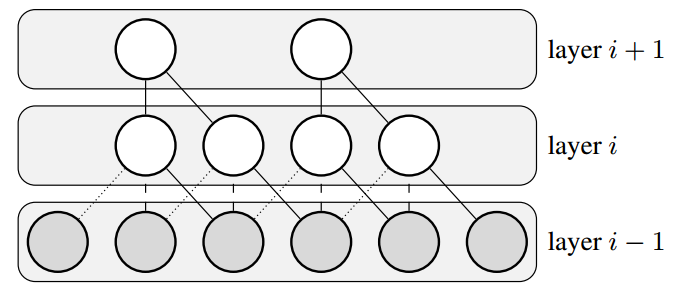 layer i + 1
layer i
layer i − 1